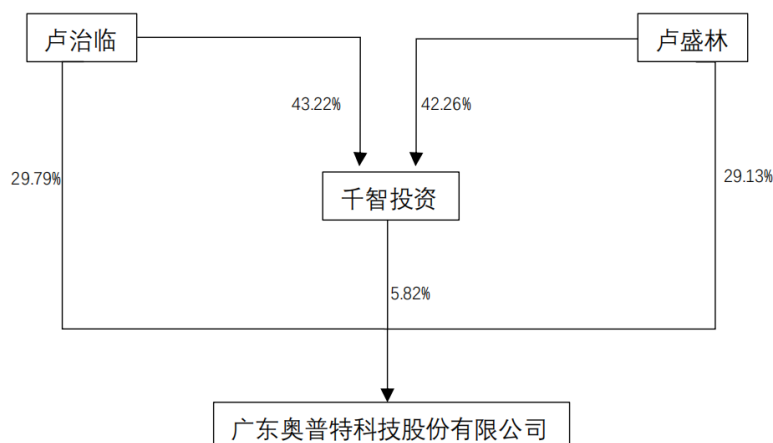 卢治临
卢盛林
43.22%
42.26%
29.79%
29.13%
千智投资
5.82%
广东奥普特科技股份有限公司